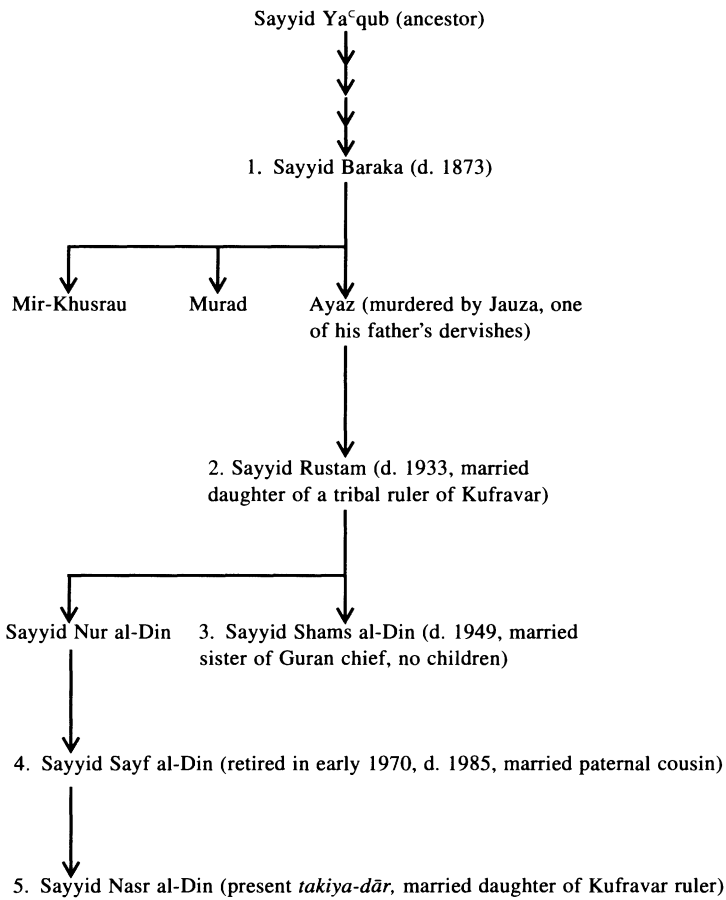 Sayyid Yaᶜqub (ancestor)
1. Sayyid Baraka (d. 1873)
Mir-Khusrau
Murad
Ayaz (murdered by Jauza, one
of his father's dervishes)
2. Sayyid Rustam (d. 1933, married
daughter of a tribal ruler of Kufravar)
Sayyid Nur al-Din
3. Sayyid Shams al-Din (d. 1949, married
sister of Guran chief, no children)
4. Sayyid Sayf al-Din (retired in early 1970, d. 1985, married paternal cousin)
5. Sayyid Nasr al-Din (present takiya-dār, married daughter of Kufravar ruler)